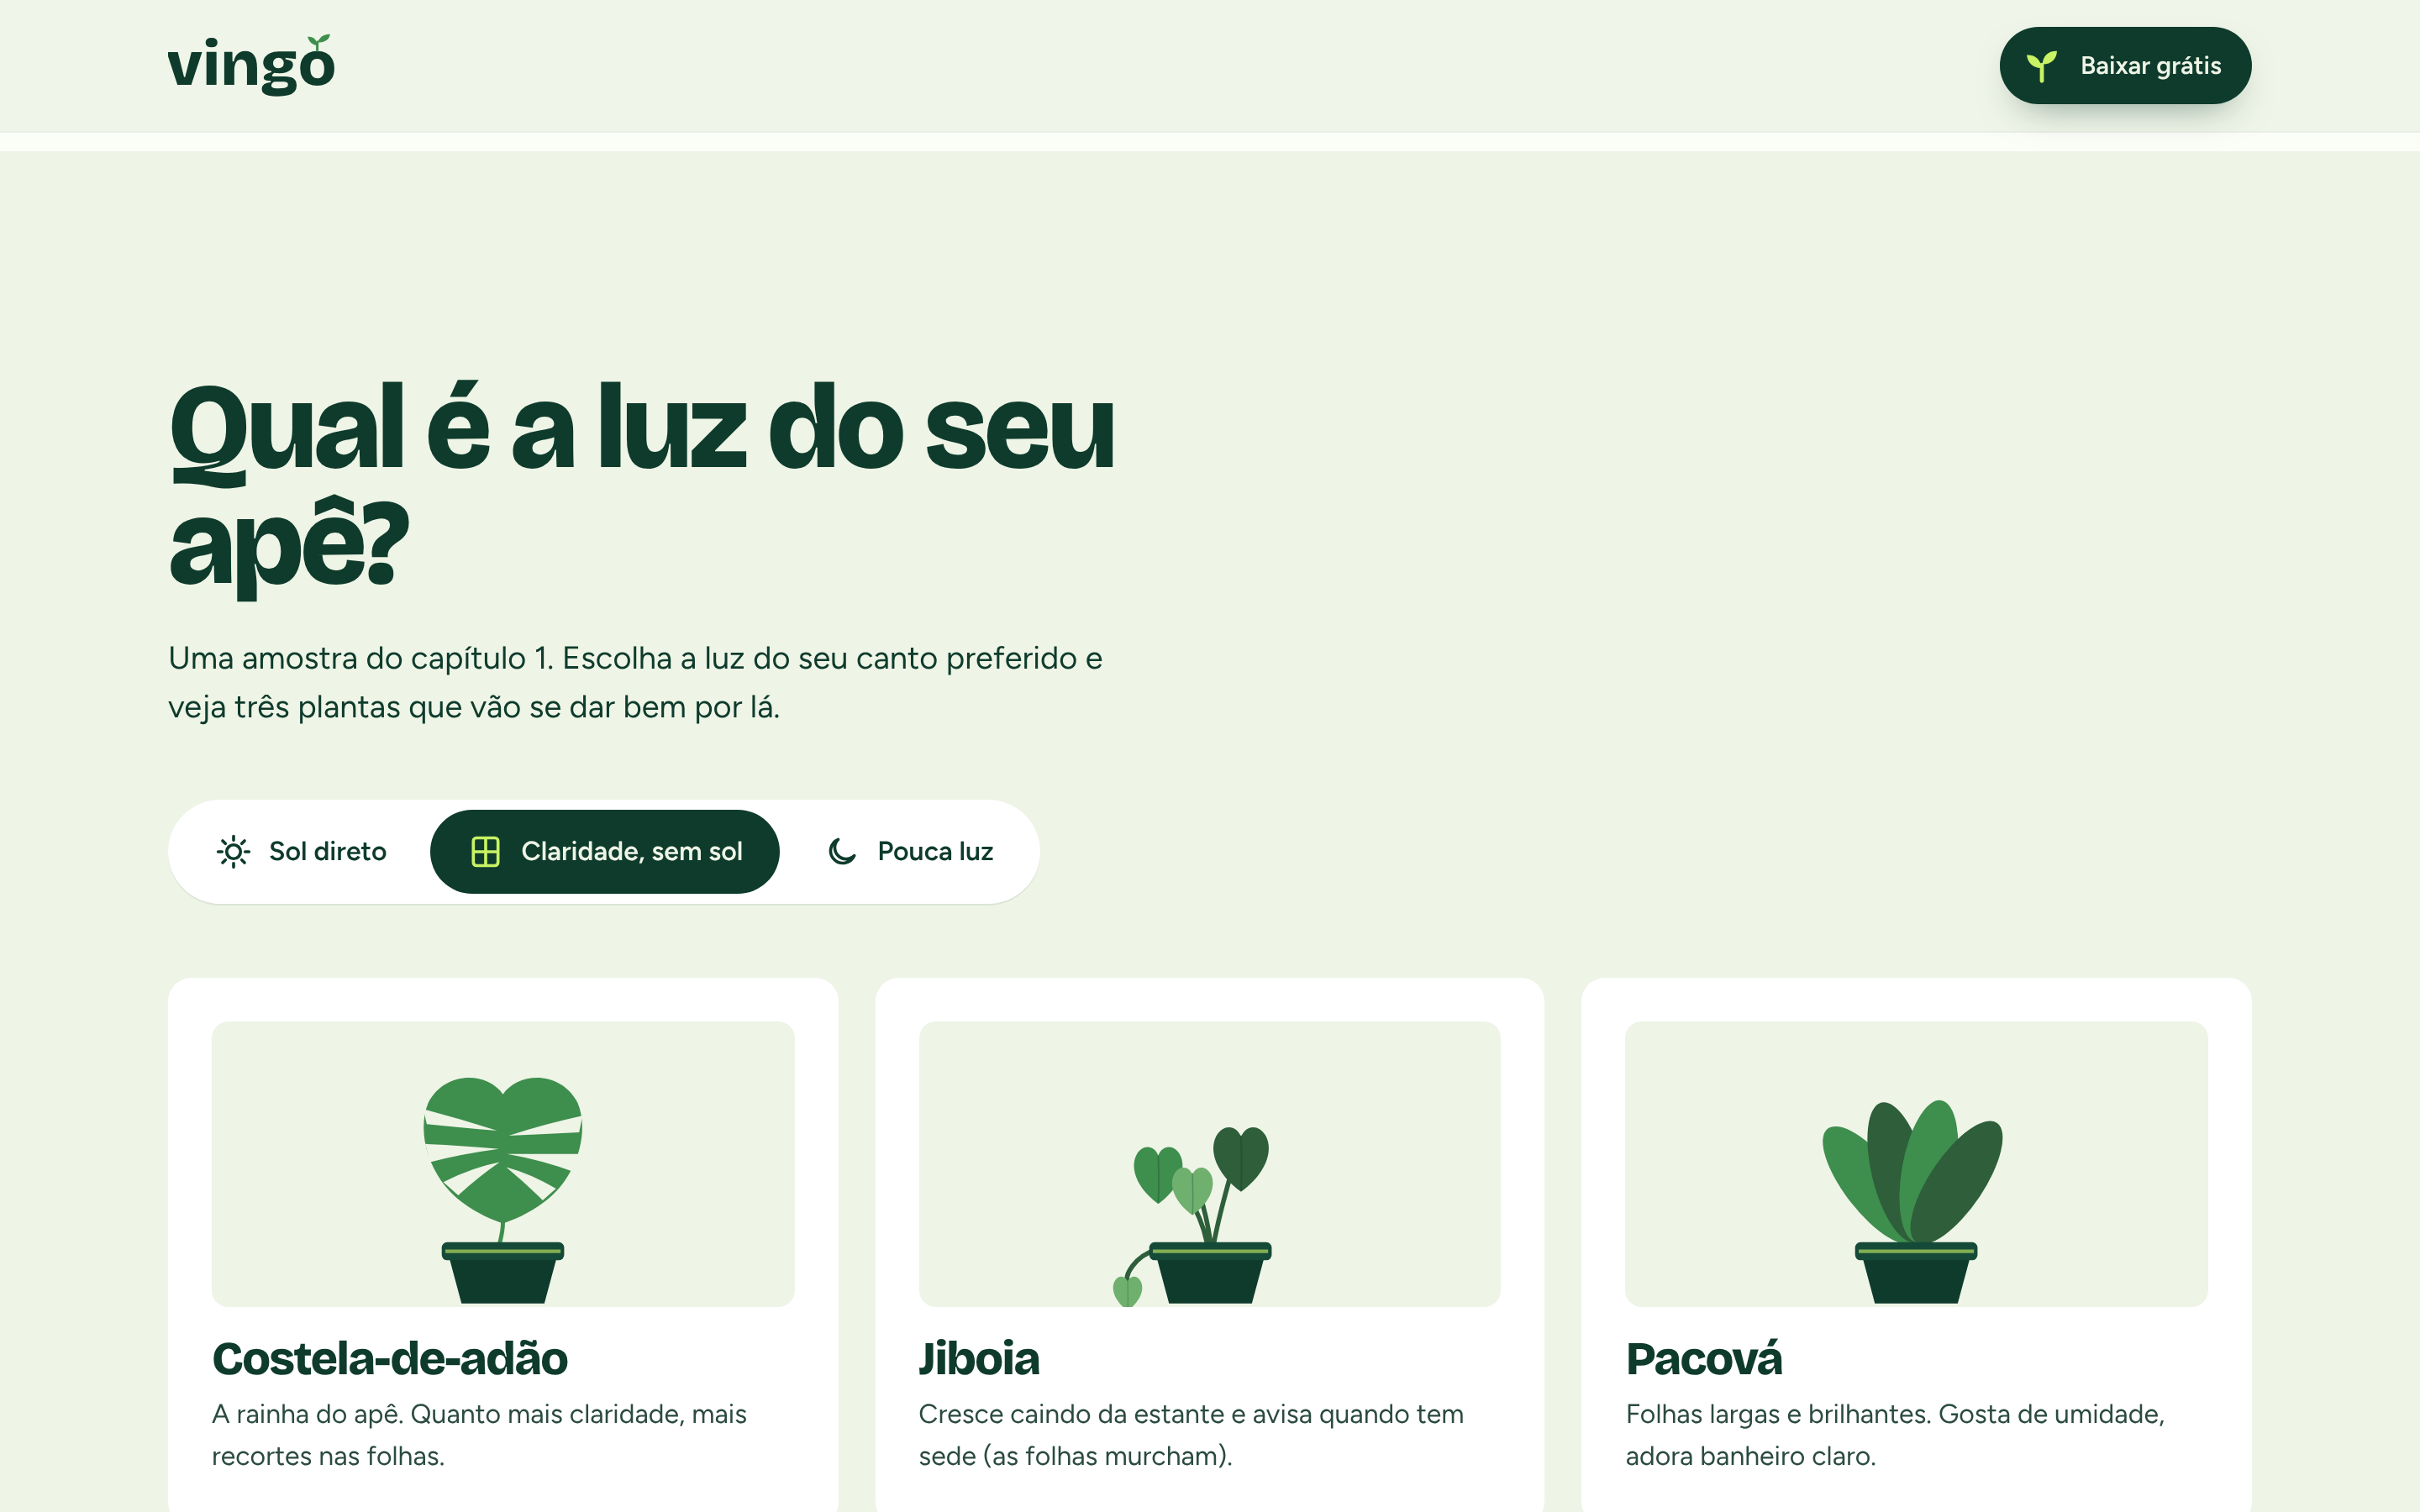 vingo
Baixar grátis
Qual é a luz do seu
apê?
Uma amostra do capítulo 1. Escolha a luz do seu canto preferido e
veja três plantas que vão se dar bem por lá.
Sol direto
Claridade, sem sol
Pouca luz
Costela-de-adão
A rainha do apê. Quanto mais claridade, mais
recortes nas folhas.
Jiboia
Cresce caindo da estante e avisa quando tem
sede (as folhas murcham).
Pacová
Folhas largas e brilhantes. Gosta de umidade,
adora banheiro claro.